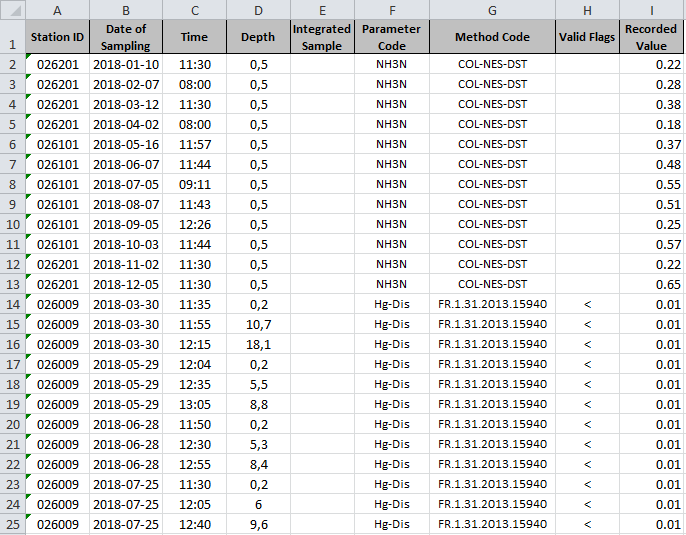 A B C D E F G H I
1 Station ID Date of Sampling Time Depth Integrated Sample Parameter Code Method Code Valid Flags Recorded Value
2 026201 2018-01-10 11:30 0,5 NH3N COL-NES-DST 0.22
3 026201 2018-02-07 08:00 0,5 NH3N COL-NES-DST 0.28
4 026201 2018-03-12 11:30 0,5 NH3N COL-NES-DST 0.38
5 026201 2018-04-02 08:00 0,5 NH3N COL-NES-DST 0.18
6 026101 2018-05-16 11:57 0,5 NH3N COL-NES-DST 0.37
7 026101 2018-06-07 11:44 0,5 NH3N COL-NES-DST 0.48
8 026101 2018-07-05 09:11 0,5 NH3N COL-NES-DST 0.55
9 026101 2018-08-07 11:43 0,5 NH3N COL-NES-DST 0.51
10 026101 2018-09-05 12:26 0,5 NH3N COL-NES-DST 0.25
11 026101 2018-10-03 11:44 0,5 NH3N COL-NES-DST 0.57
12 026201 2018-11-02 11:30 0,5 NH3N COL-NES-DST 0.22
13 026201 2018-12-05 11:30 0,5 NH3N COL-NES-DST 0.65
14 026009 2018-03-30 11:35 0,2 Hg-Dis FR.1.31.2013.15940 < 0.01
15 026009 2018-03-30 11:55 10,7 Hg-Dis FR.1.31.2013.15940 < 0.01
16 026009 2018-03-30 12:15 18,1 Hg-Dis FR.1.31.2013.15940 < 0.01
17 026009 2018-05-29 12:04 0,2 Hg-Dis FR.1.31.2013.15940 < 0.01
18 026009 2018-05-29 12:35 5,5 Hg-Dis FR.1.31.2013.15940 < 0.01
19 026009 2018-05-29 13:05 8,8 Hg-Dis FR.1.31.2013.15940 < 0.01
20 026009 2018-06-28 11:50 0,2 Hg-Dis FR.1.31.2013.15940 < 0.01
21 026009 2018-06-28 12:30 5,3 Hg-Dis FR.1.31.2013.15940 < 0.01
22 026009 2018-06-28 12:55 8,4 Hg-Dis FR.1.31.2013.15940 < 0.01
23 026009 2018-07-25 11:30 0,2 Hg-Dis FR.1.31.2013.15940 < 0.01
24 026009 2018-07-25 12:05 6 Hg-Dis FR.1.31.2013.15940 < 0.01
25 026009 2018-07-25 12:40 9,6 Hg-Dis FR.1.31.2013.15940 < 0.01